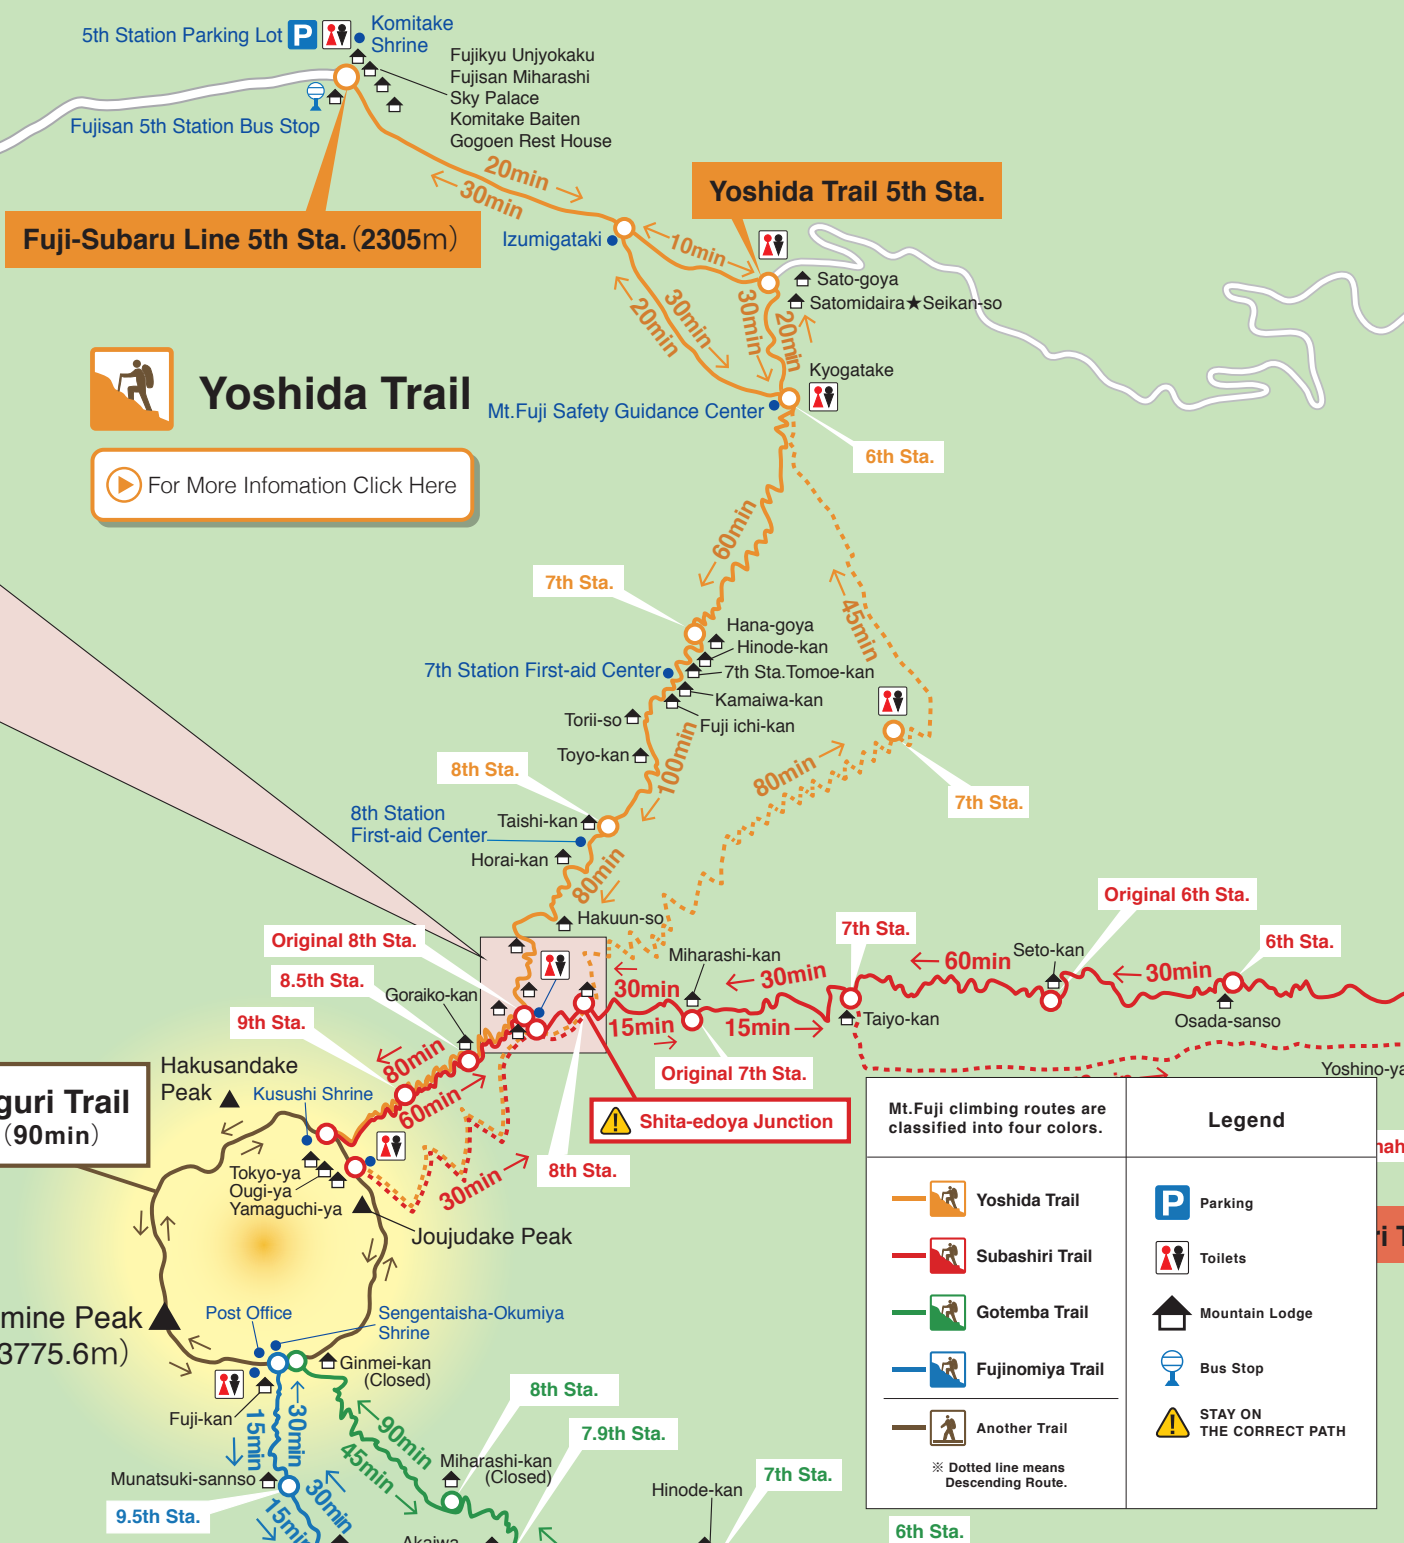 5th Station Parking Lot
P
Komitake
Shrine
Fujikyu Unjyokaku
Fujisan Miharashi
Sky Palace
Komitake Baiten
Gogoen Rest House
Fujisan 5th Station Bus Stop
20min
30min
Yoshida Trail 5th Sta.
Fuji-Subaru Line 5th Sta.（2305m）
Izumigataki
10min
Sato-goya
Satomidaira★Seikan-so
30min
20min
30min
20min
Kyogatake
Yoshida Trail
Mt.Fuji Safety Guidance Center
6th Sta.
For More Infomation Click Here
60min
7th Sta.
45min
Hana-goya
Hinode-kan
7th Station First-aid Center
7th Sta.Tomoe-kan
Kamaiwa-kan
Torii-so
Fuji ichi-kan
Toyo-kan
100min
80min
8th Sta.
7th Sta.
8th Station
First-aid Center
Taishi-kan
Horai-kan
80min
Hakuun-so
Original 6th Sta.
Original 8th Sta.
7th Sta.
6th Sta.
Miharashi-kan
Seto-kan
8.5th Sta.
Goraiko-kan
30min
30min
60min
30min
9th Sta.
15min
15min
Taiyo-kan
Osada-sanso
80min
60min
Original 7th Sta.
Yoshino-ya
Hakusandake
Peak
Kusushi Shrine
guri Trail
（90min）
Shita-edoya Junction
8th Sta.
30min
Tokyo-ya
Ougi-ya
Yamaguchi-ya
Joujudake Peak
mine Peak
3775.6m）
Post Office
Sengentaisha-Okumiya
Shrine
Ginmei-kan
(Closed)
Fuji-kan
15min
30min
90min
45min
8th Sta.
7.9th Sta.
Miharashi-kan
(Closed)
7th Sta.
Munatsuki-sannso
Hinode-kan
9.5th Sta.
30min
15min
6th Sta.
Akaiwa
Mt.Fuji climbing routes are
classified into four colors.
Legend
nah
ri T
Yoshida Trail
Subashiri Trail
Gotemba Trail
Fujinomiya Trail
Another Trail
※ Dotted line means
Descending Route.
P
Parking
Toilets
Mountain Lodge
Bus Stop
STAY ON
THE CORRECT PATH